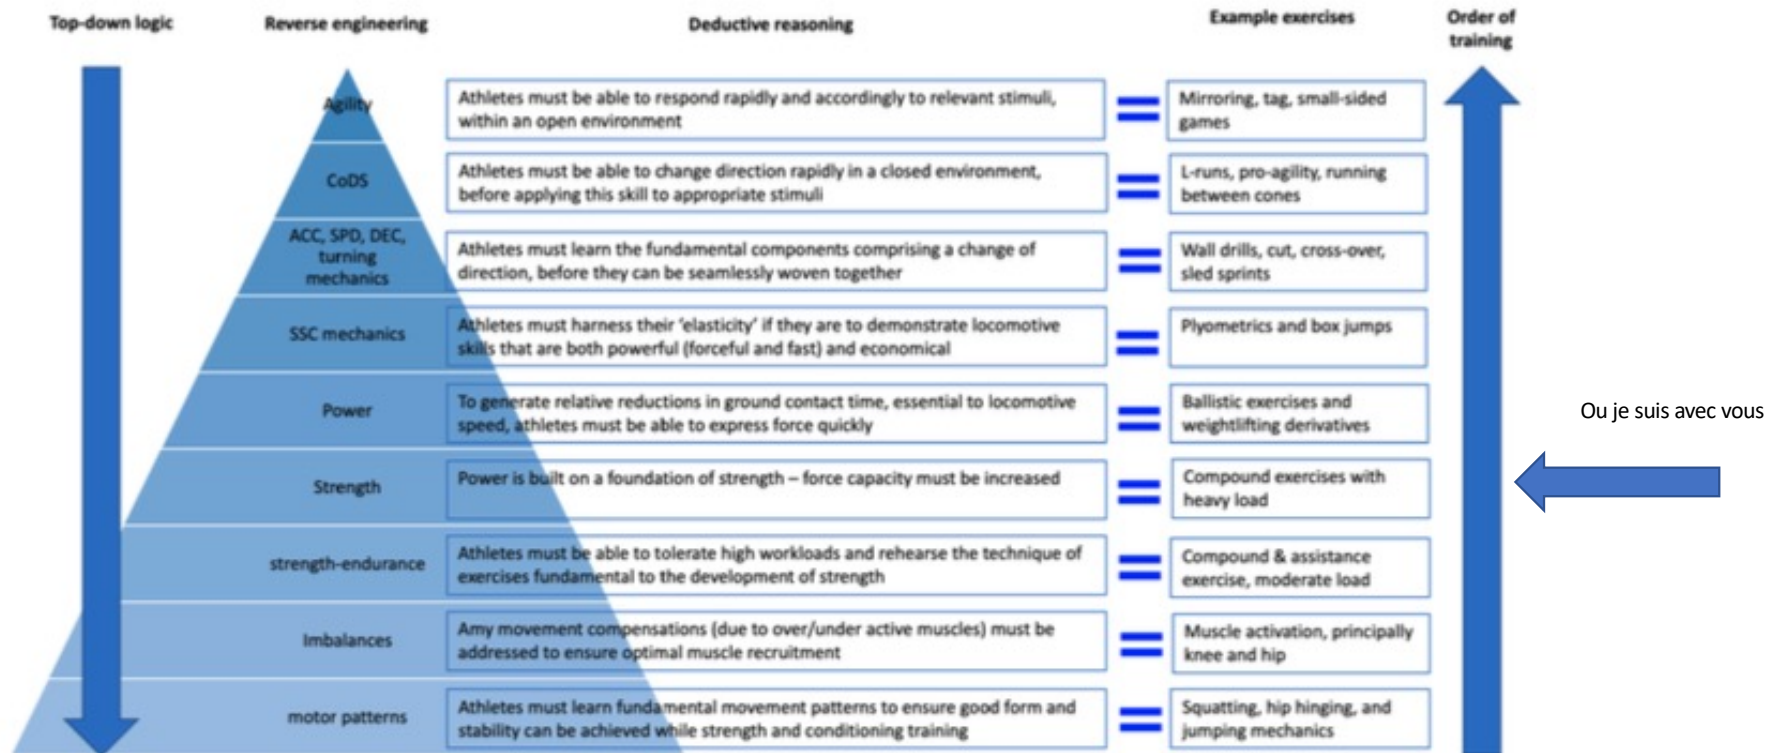 Top-down logic
Reverse engineering
Deductive reasoning
Example exercises
Order of
training
Agility
Athletes must be able to respond rapidly and accordingly to relevant stimuli,
within an open environment
Mirroring, tag, small-sided
games
CoDS
Athletes must be able to change direction rapidly in a closed environment,
before applying this skill to appropriate stimuli
L-runs, pro-agility, running
between cones
ACC, SPD, DEC,
turning
mechanics
Athletes must learn the fundamental components comprising a change of
direction, before they can be seamlessly woven together
Wall drills, cut, cross-over,
sled sprints
SSC mechanics
Athletes must harness their ‘elasticity’ if they are to demonstrate locomotive
skills that are both powerful (forceful and fast) and economical
Plyometrics and box jumps
Power
To generate relative reductions in ground contact time, essential to locomotive
speed, athletes must be able to express force quickly
Ballistic exercises and
weightlifting derivatives
Ou je suis avec vous
Strength
Power is built on a foundation of strength – force capacity must be increased
Compound exercises with
heavy load
strength-endurance
Athletes must be able to tolerate high workloads and rehearse the technique of
exercises fundamental to the development of strength
Compound & assistance
exercise, moderate load
Imbalances
Amy movement compensations (due to over/under active muscles) must be
addressed to ensure optimal muscle recruitment
Muscle activation, principally
knee and hip
motor patterns
Athletes must learn fundamental movement patterns to ensure good form and
stability can be achieved while strength and conditioning training
Squatting, hip hinging, and
jumping mechanics